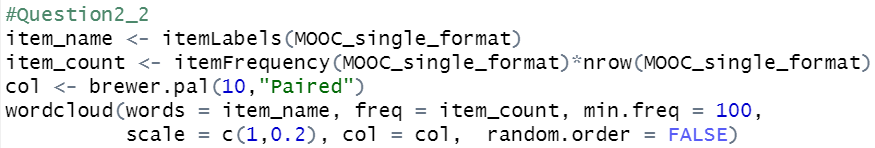 #Question2_2
item_name <- itemLabels(MOOC_single_format)
item_count <- itemFrequency(MOOC_single_format)*nrow(MOOC_single_format)
col <- brewer.pal(10,"Paired")
wordcloud(words = item_name, freq = item_count, min.freq = 100,
          scale = c(1,0.2), col = col,  random.order = FALSE)